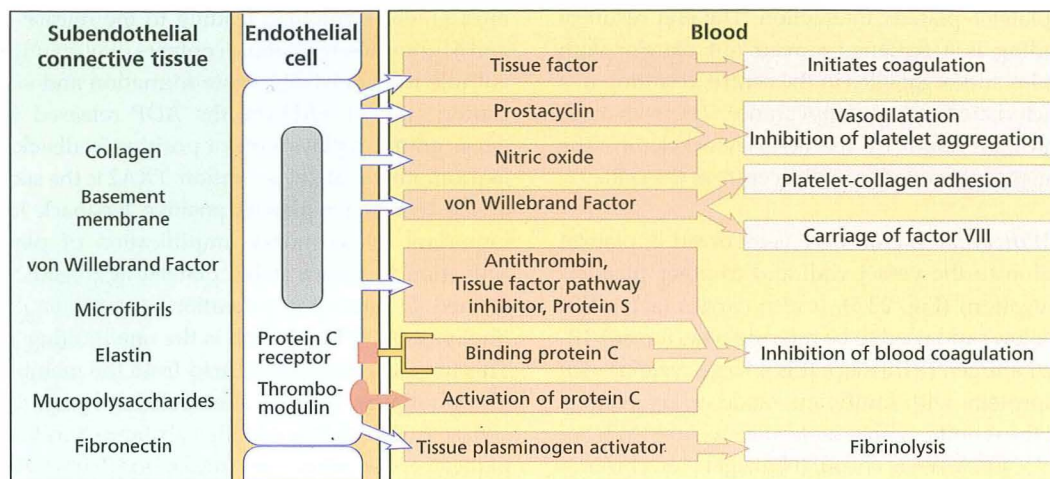 Subendothelial
connective tissue
Endothelial
cell
Blood
Collagen
Basement
membrane
von Willebrand Factor
Microfibrils
Elastin
Mucopolysaccharides
Fibronectin
Protein C
receptor
Thrombo-
modulin
Tissue factor
Prostacyclin
Nitric oxide
von Willebrand Factor
Antithrombin,
Tissue factor pathway
inhibitor, Protein S
Binding protein C
Activation of protein C
Tissue plasminogen activator
Initiates coagulation
Vasodilatation
Inhibition of platelet aggregation
Platelet-collagen adhesion
Carriage of factor VIII
Inhibition of blood coagulation
Fibrinolysis